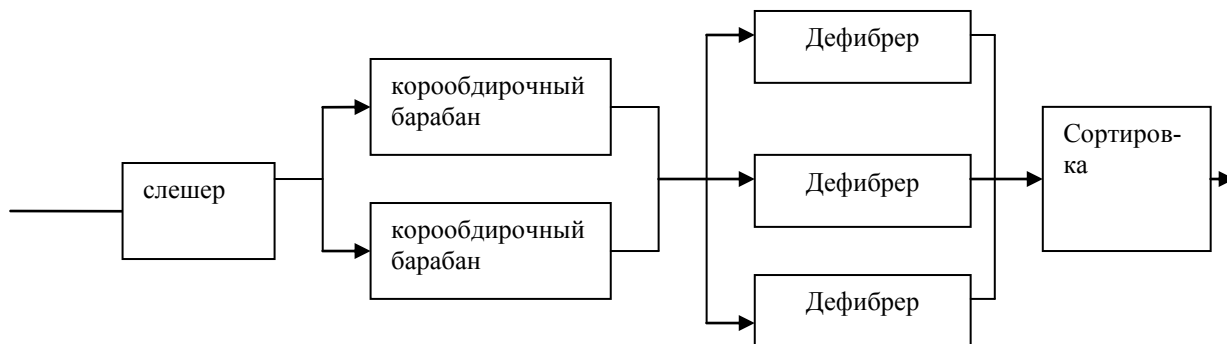 слешер
корообдирочный
барабан
корообдирочный
барабан
Дефибрер
Дефибрер
Дефибрер
Сортиров-
ка